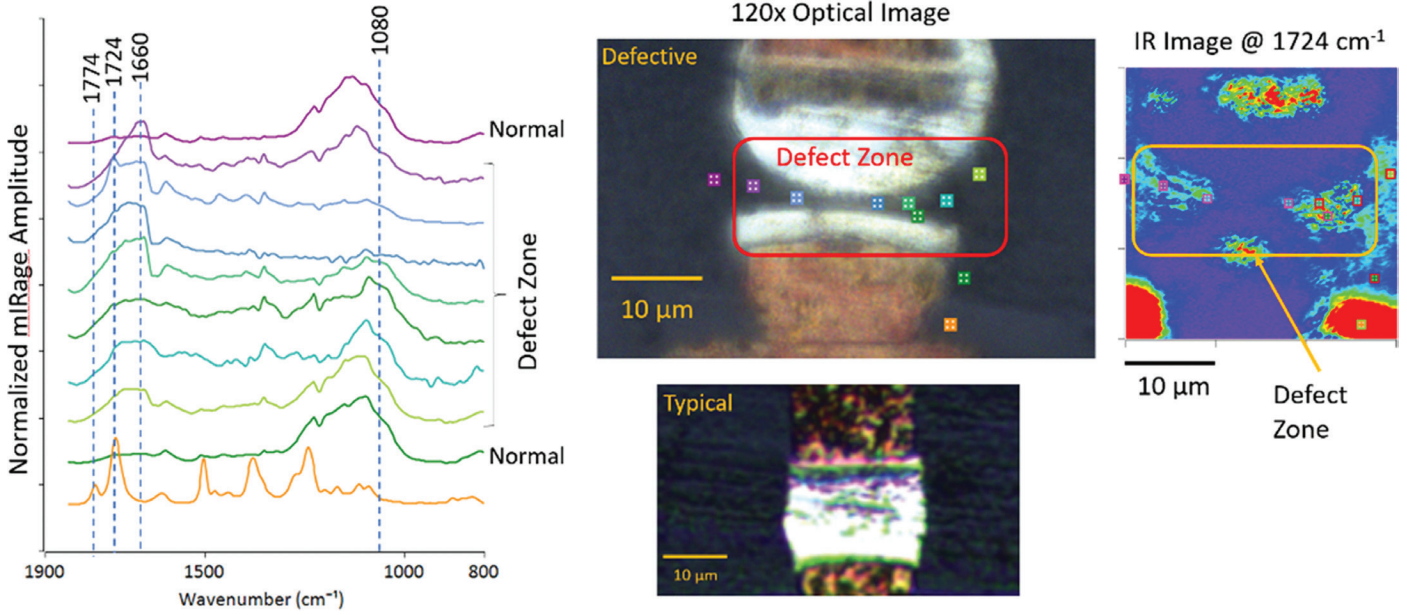 Normalized mIRage Amplitude
1774
1724
1660
1080
Normal
Defect Zone
Normal
1900
1500
1000
800
Wavenumber (cm⁻¹)
120x Optical Image
Defective
Defect Zone
10 µm
Typical
10 µm
IR Image @ 1724 cm⁻¹
10 µm
Defect
Zone